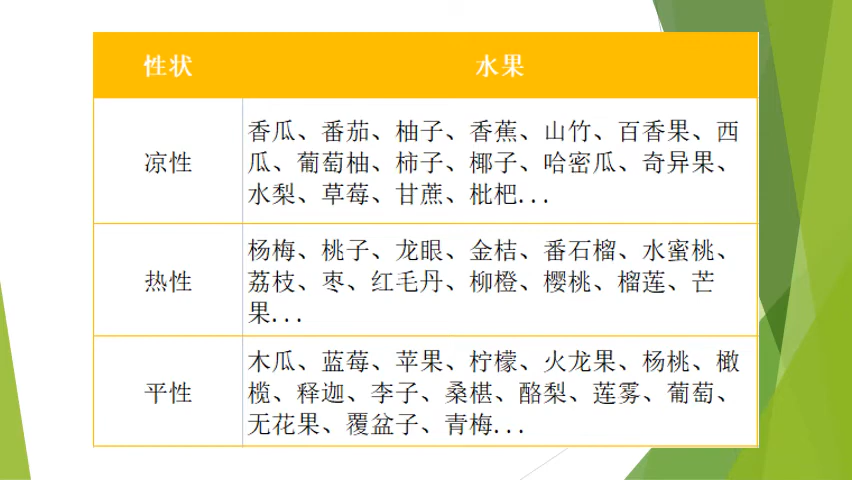 性状 水果
凉性
香瓜、番茄、柚子、香蕉、山竹、百香果、西
瓜、葡萄柚、柿子、椰子、哈密瓜、奇异果、
水梨、草莓、甘蔗、枇杷...
热性
杨梅、桃子、龙眼、金桔、番石榴、水蜜桃、
荔枝、枣、红毛丹、柳橙、樱桃、榴莲、芒
果...
平性
木瓜、蓝莓、苹果、柠檬、火龙果、杨桃、橄
榄、释迦、李子、桑椹、酪梨、莲雾、葡萄、
无花果、覆盆子、青梅...